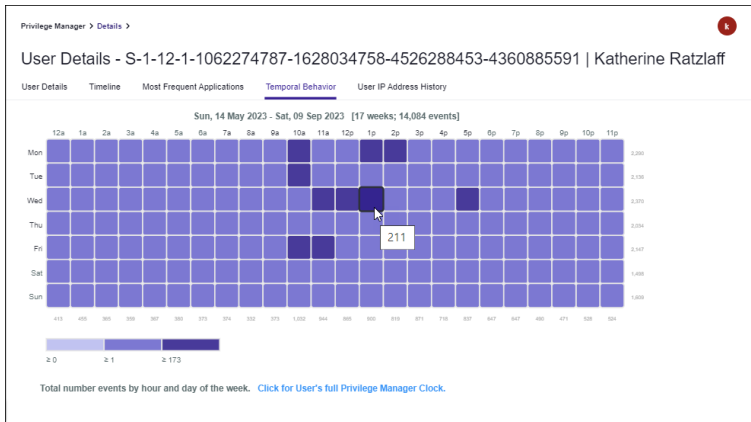 Privilege Manager > Details >
k
User Details - S-1-12-1-1062274787-1628034758-4526288453-4360885591 | Katherine Ratzlaff
User Details Timeline Most Frequent Applications Temporal Behavior User IP Address History
Sun, 14 May 2023 - Sat, 09 Sep 2023 [17 weeks; 14,084 events]
12a 1a 2a 3a 4a 5a 6a 7a 8a 9a 10a 11a 12p 1p 2p 3p 4p 5p 6p 7p 8p 9p 10p 11p
Mon
Tue
Wed
Thu
211
Fri
Sat
Sun
≥ 0 ≥ 1 ≥ 173
Total number events by hour and day of the week. Click for User's full Privilege Manager Clock.